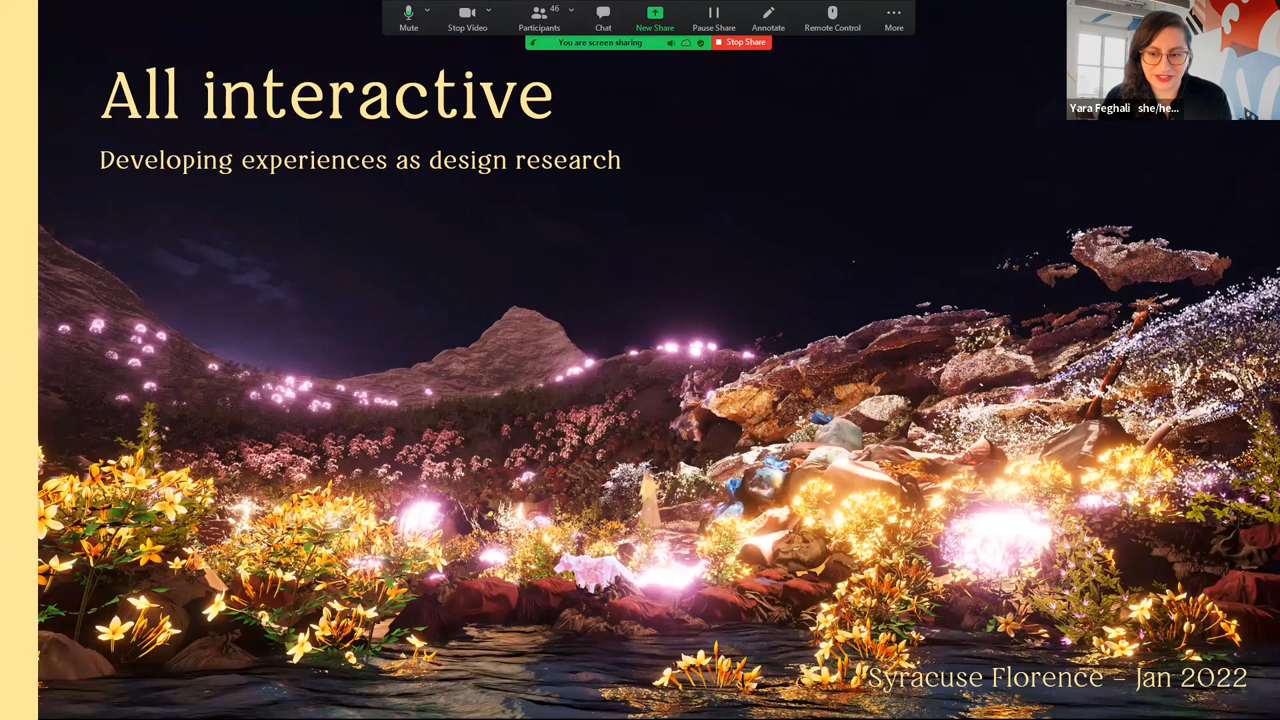 46
Mute
Stop Video
Participants
Chat
New Share
Pause Share
Annotate
Remote Control
More
You are screen sharing
Stop Share
Yara Feghali she/he...
All interactive
Developing experiences as design research
Syracuse Florence – Jan 2022